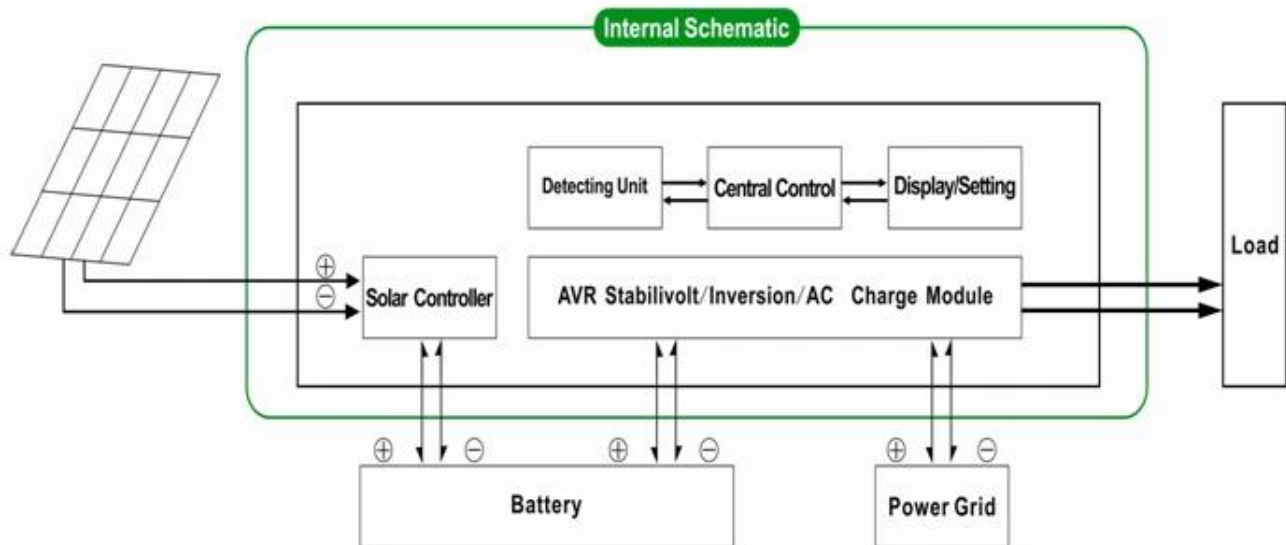 Internal Schematic
Detecting Unit
Central Control
Display/Setting
Load
⊕
⊖
Solar Controller
AVR Stabilivolt/Inversion/AC Charge Module
⊕ ⊖ ⊕ ⊖ ⊕ ⊖
Battery
Power Grid